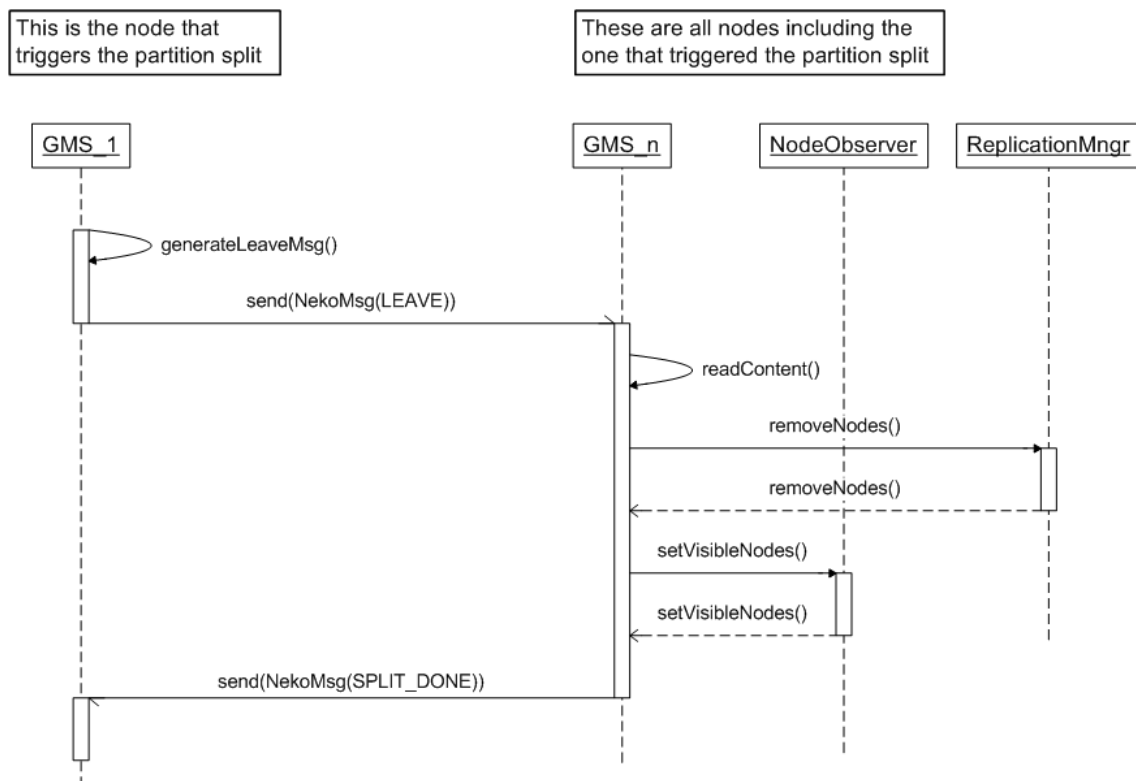 This is the node that
triggers the partition split
These are all nodes including the
one that triggered the partition split
GMS_1
GMS_n
NodeObserver
ReplicationMngr
generateLeaveMsg()
send(NekoMsg(LEAVE))
readContent()
removeNodes()
removeNodes()
setVisibleNodes()
setVisibleNodes()
send(NekoMsg(SPLIT_DONE))